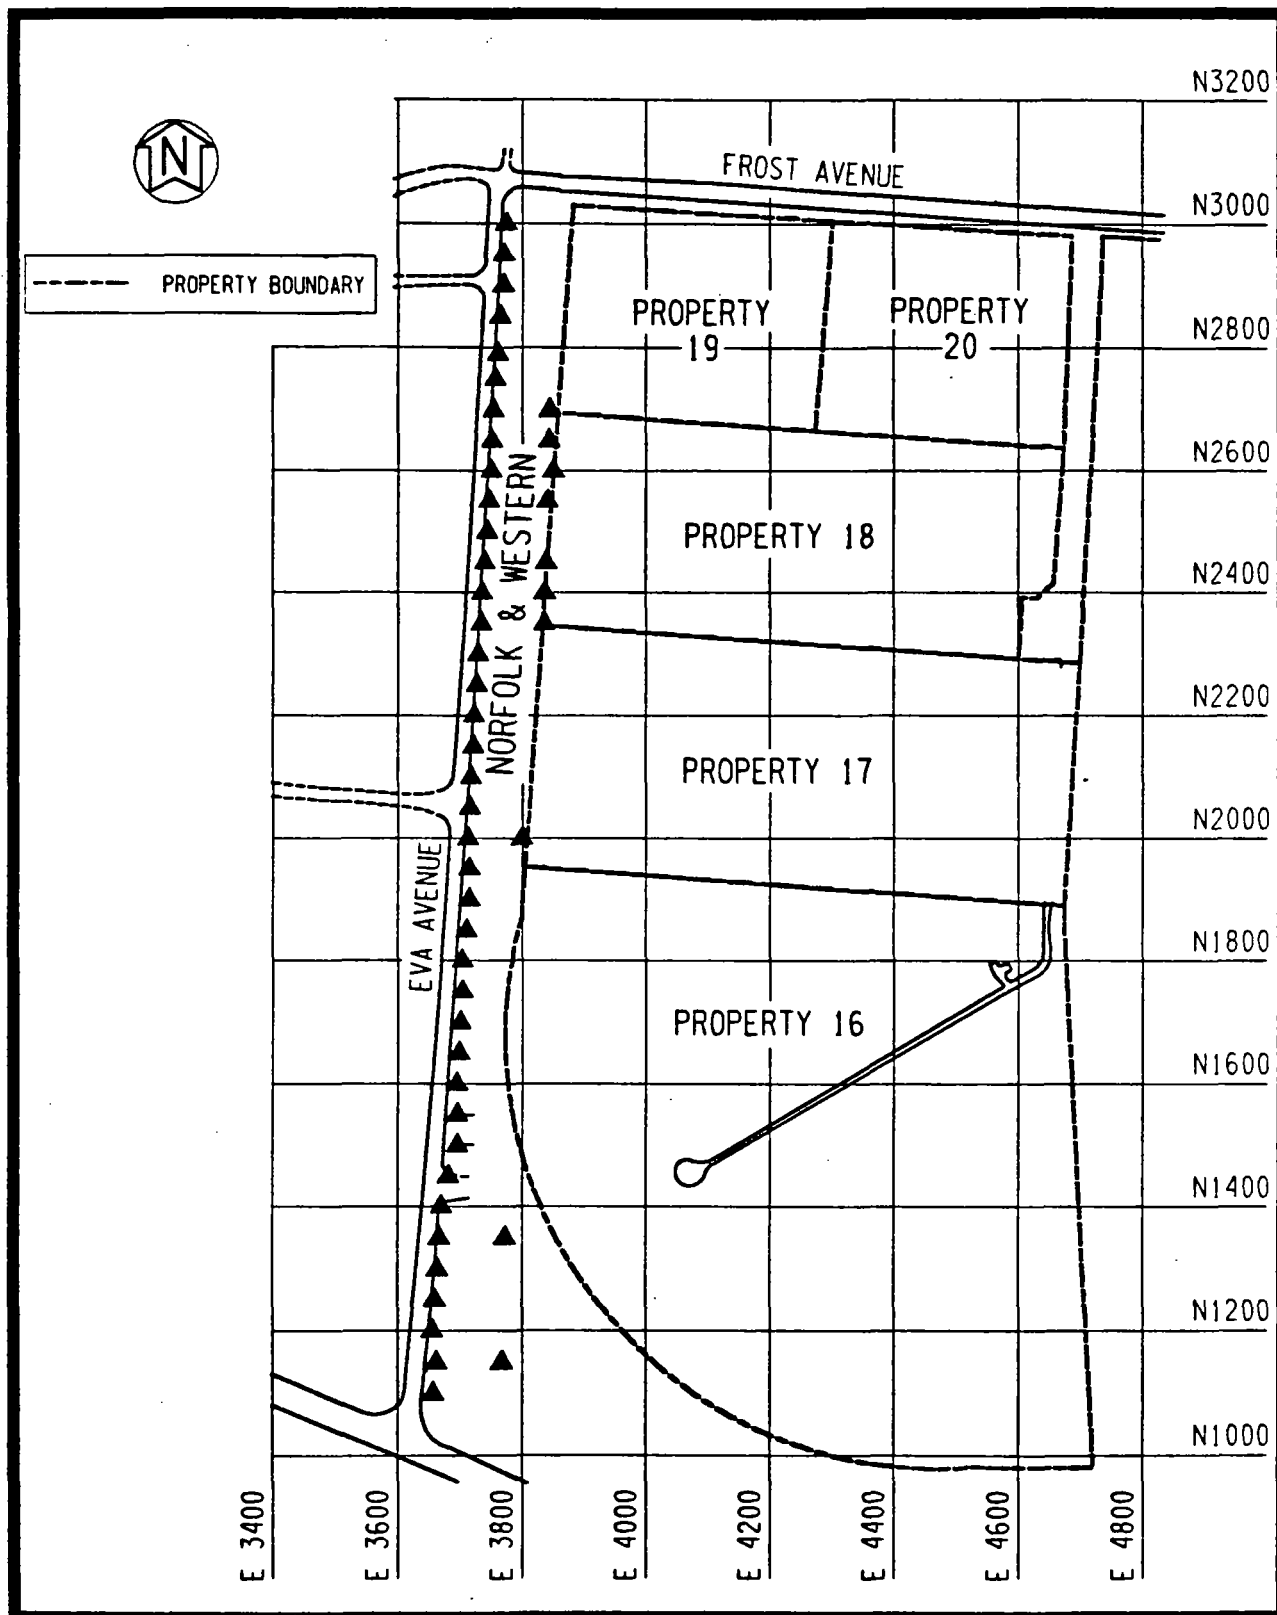 N3200
N
FROST AVENUE
N3000
PROPERTY BOUNDARY
PROPERTY
19
PROPERTY
20
N2800
N2600
NORFOLK & WESTERN
PROPERTY 18
N2400
N2200
PROPERTY 17
N2000
EVA AVENUE
N1800
PROPERTY 16
N1600
N1400
N1200
N1000
E 3400
E 3600
E 3800
E 4000
E 4200
E 4400
E 4600
E 4800